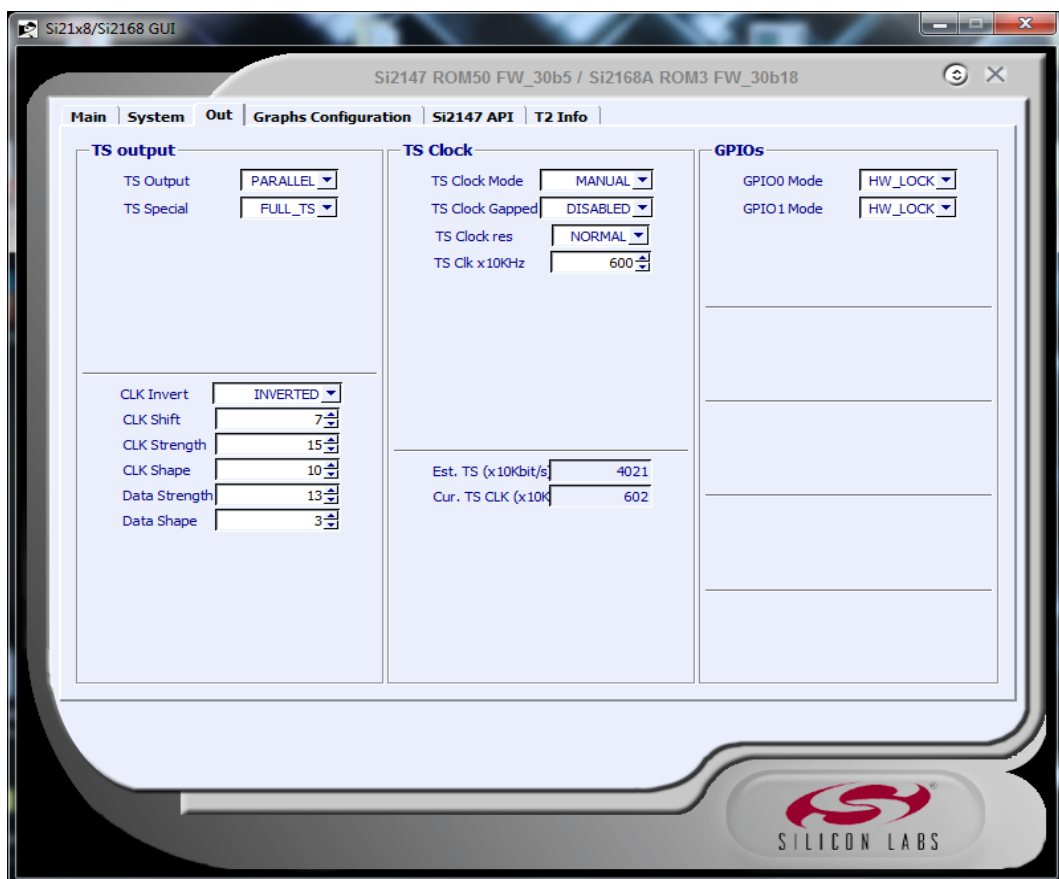 Si21x8/Si2168 GUI
Si2147 ROM50 FW_30b5 / Si2168A ROM3 FW_30b18
Main System Out Graphs Configuration Si2147 API T2 Info
TS output
TS Output PARALLEL
TS Special FULL_TS
CLK Invert INVERTED
CLK Shift 7
CLK Strength 15
CLK Shape 10
Data Strength 13
Data Shape 3
TS Clock
TS Clock Mode MANUAL
TS Clock Gapped DISABLED
TS Clock res NORMAL
TS Clk x10KHz 600
Est. TS (x10Kbit/s) 4021
Cur. TS CLK (x10K 602
GPIOs
GPIO0 Mode HW_LOCK
GPIO1 Mode HW_LOCK
SILICON LABS